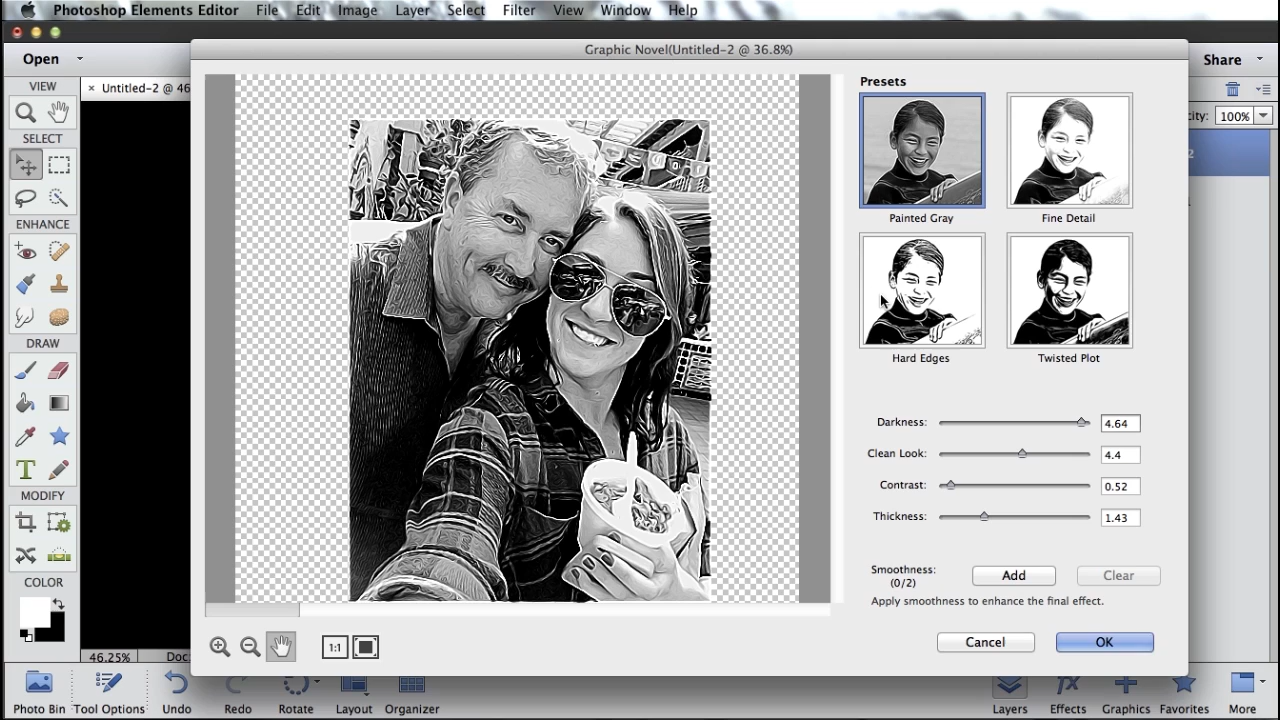 Photoshop Elements Editor File Edit Image Layer Select Filter View Window Help
Graphic Novel(Untitled-2 @ 36.8%)
Open
Share
VIEW
× Untitled-2 @ 46
city: 100%
SELECT
2
ENHANCE
DRAW
T
MODIFY
COLOR
Presets
Painted Gray
Fine Detail
Hard Edges
Twisted Plot
Darkness: 4.64
Clean Look: 4.4
Contrast: 0.52
Thickness: 1.43
Smoothness:
(0/2)
Add
Clear
Apply smoothness to enhance the final effect.
1:1
Cancel
OK
46.25% Doc:
Photo Bin Tool Options Undo Redo Rotate Layout Organizer
fx
Layers Effects Graphics Favorites More